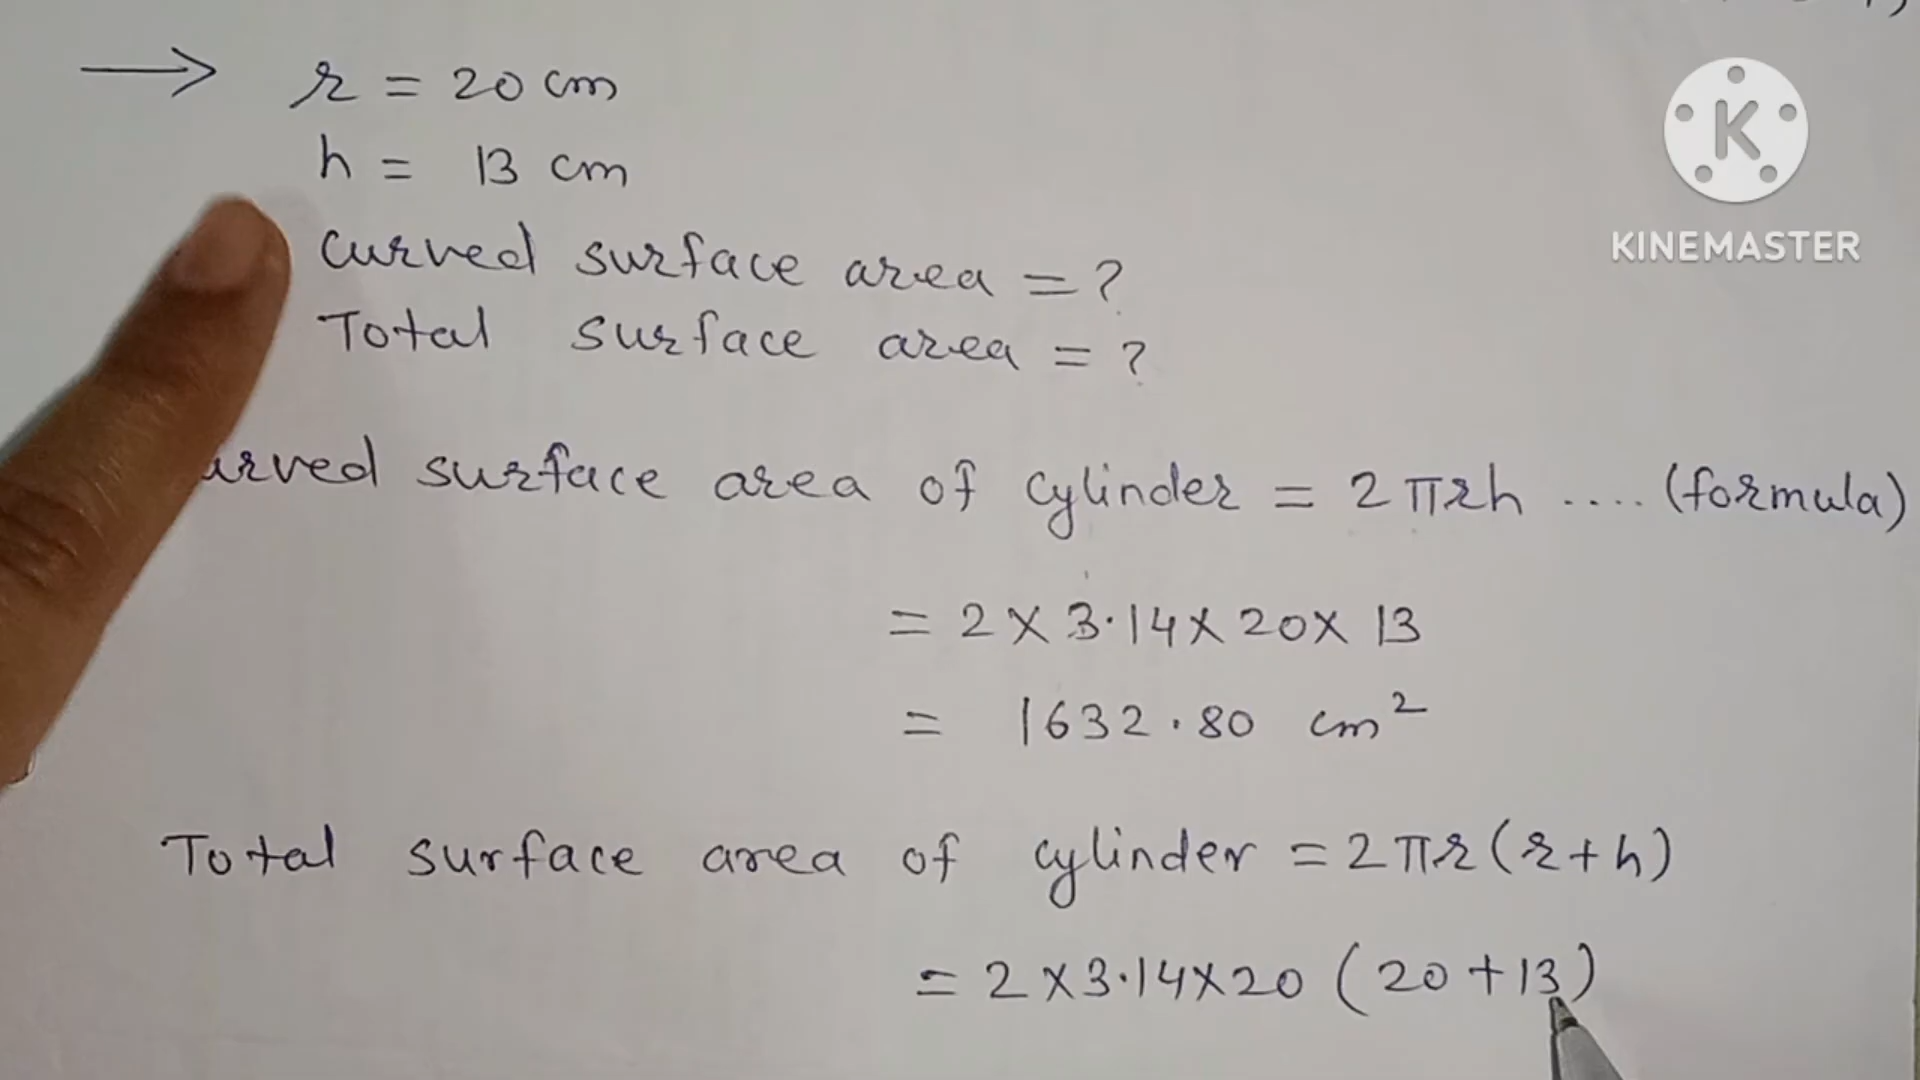 r = 20 cm
h = 13 cm
curved surface area = ?
Total surface area = ?
urved surface area of cylinder = 2πrh .... (formula)
= 2 × 3.14 × 20 × 13
= 1632.80 cm²
Total surface area of cylinder = 2πr(r+h)
= 2 × 3.14 × 20 (20 + 13)
K
KINEMASTER